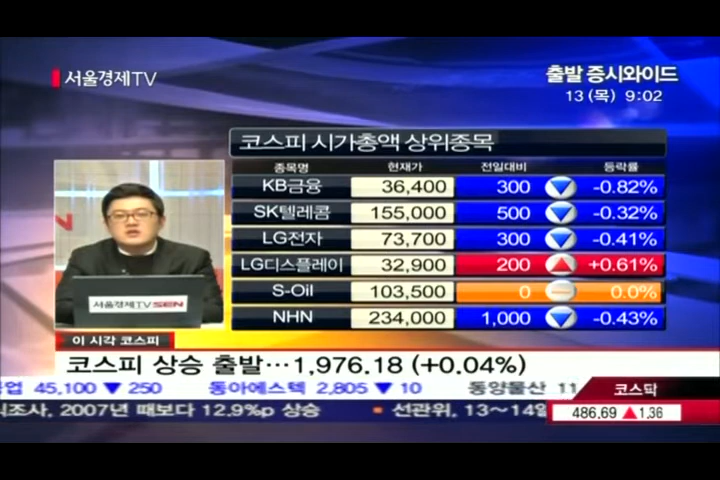 서울경제TV
출발 증시와이드
13(목) 9:02
코스피 시가총액 상위종목
종목명 현재가 전일대비 등락률
KB금융 36,400 300 ▼ -0.82%
SK텔레콤 155,000 500 ▼ -0.32%
LG전자 73,700 300 ▼ -0.41%
LG디스플레이 32,900 200 ▲ +0.61%
S-Oil 103,500 0 - 0.0%
NHN 234,000 1,000 ▼ -0.43%
서울경제TV SEN
이 시각 코스피
코스피 상승 출발…1,976.18 (+0.04%)
업 45,100 ▼ 250 동아에스텍 2,805 ▼ 10 동양물산 11
코스닥
조사, 2007년 때보다 12.9%p 상승 ▪ 선관위, 13~14일
486.69 ▲1.36